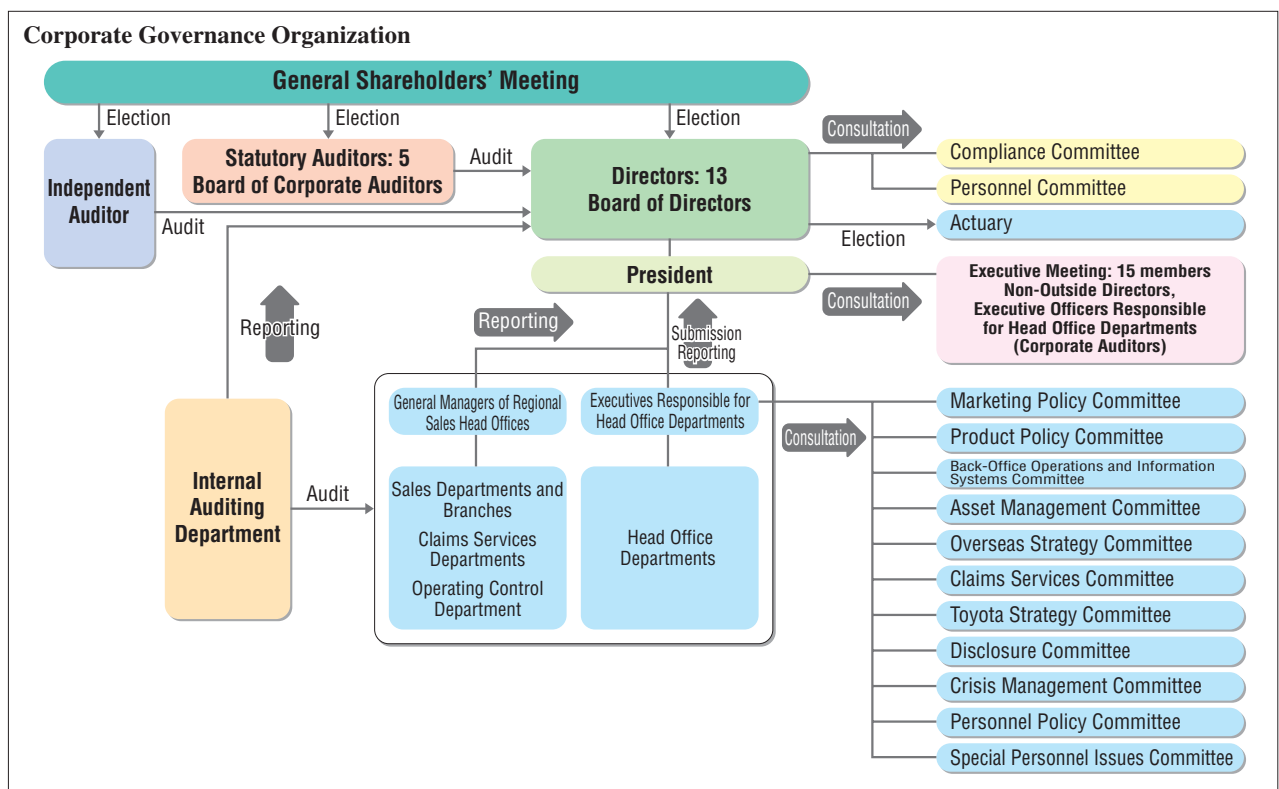 Corporate Governance Organization
General Shareholders’ Meeting
Election
Election
Election
Consultation
Independent
Auditor
Statutory Auditors: 5
Board of Corporate Auditors
Audit
Audit
Directors: 13
Board of Directors
Compliance Committee
Personnel Committee
Election
Actuary
President
Consultation
Executive Meeting: 15 members
Non-Outside Directors,
Executive Officers Responsible
for Head Office Departments
(Corporate Auditors)
Reporting
Reporting
Submission
Reporting
General Managers of Regional
Sales Head Offices
Executives Responsible for
Head Office Departments
Consultation
Internal
Auditing
Department
Audit
Sales Departments and
Branches
Claims Services
Departments
Operating Control
Department
Head Office
Departments
Marketing Policy Committee
Product Policy Committee
Back-Office Operations and Information
Systems Committee
Asset Management Committee
Overseas Strategy Committee
Claims Services Committee
Toyota Strategy Committee
Disclosure Committee
Crisis Management Committee
Personnel Policy Committee
Special Personnel Issues Committee